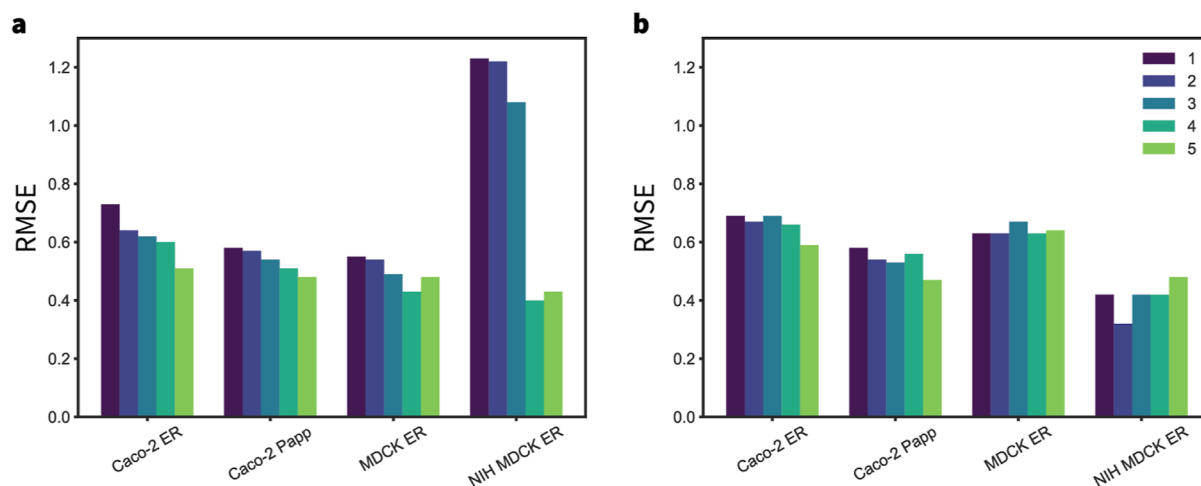 a
RMSE
1.2
1.0
0.8
0.6
0.4
0.2
0.0
Caco-2 ER
Caco-2 Papp
MDCK ER
NIH MDCK ER
b
RMSE
1.2
1.0
0.8
0.6
0.4
0.2
0.0
Caco-2 ER
Caco-2 Papp
MDCK ER
NIH MDCK ER
1
2
3
4
5